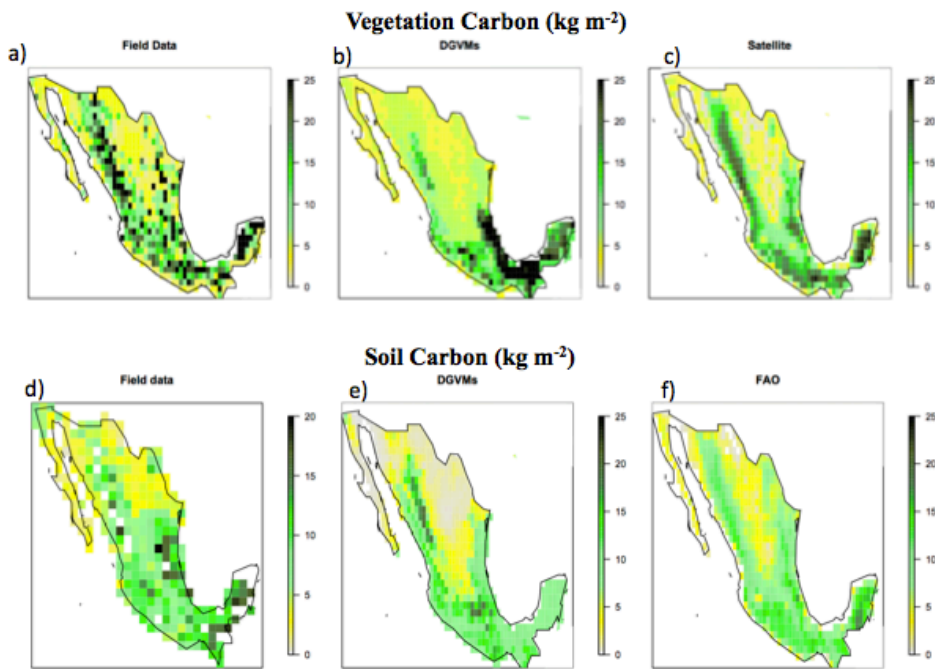 Vegetation Carbon (kg m⁻²)
Field Data
DGVMs
Satellite
a)
b)
c)
25
20
15
10
5
0
25
20
15
10
5
0
25
20
15
10
5
0
Soil Carbon (kg m⁻²)
Field data
DGVMs
FAO
d)
e)
f)
20
15
10
5
0
25
20
15
10
5
0
25
20
15
10
5
0